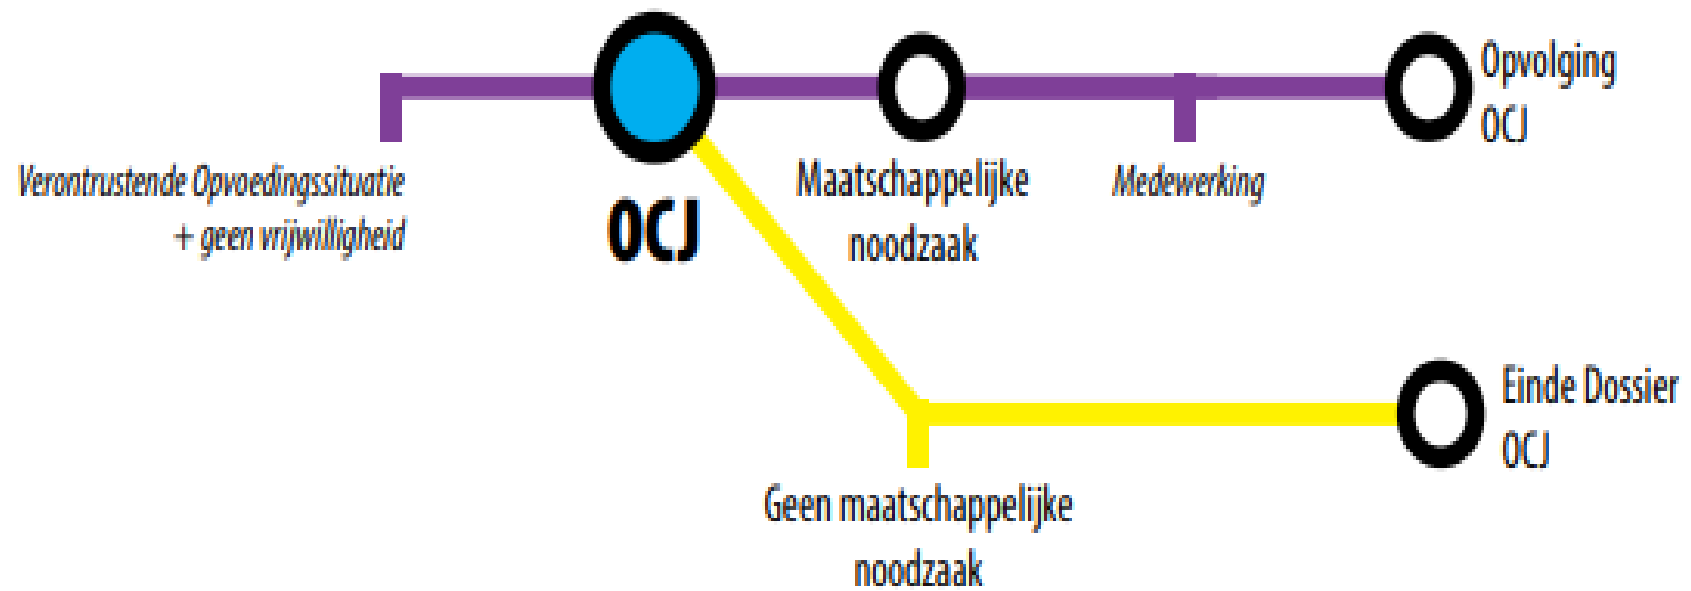 Verontrustende Opvoedingssituatie
+ geen vrijwilligheid
OCJ
Maatschappelijke
noodzaak
Medewerking
Opvolging
OCJ
Geen maatschappelijke
noodzaak
Einde Dossier
OCJ